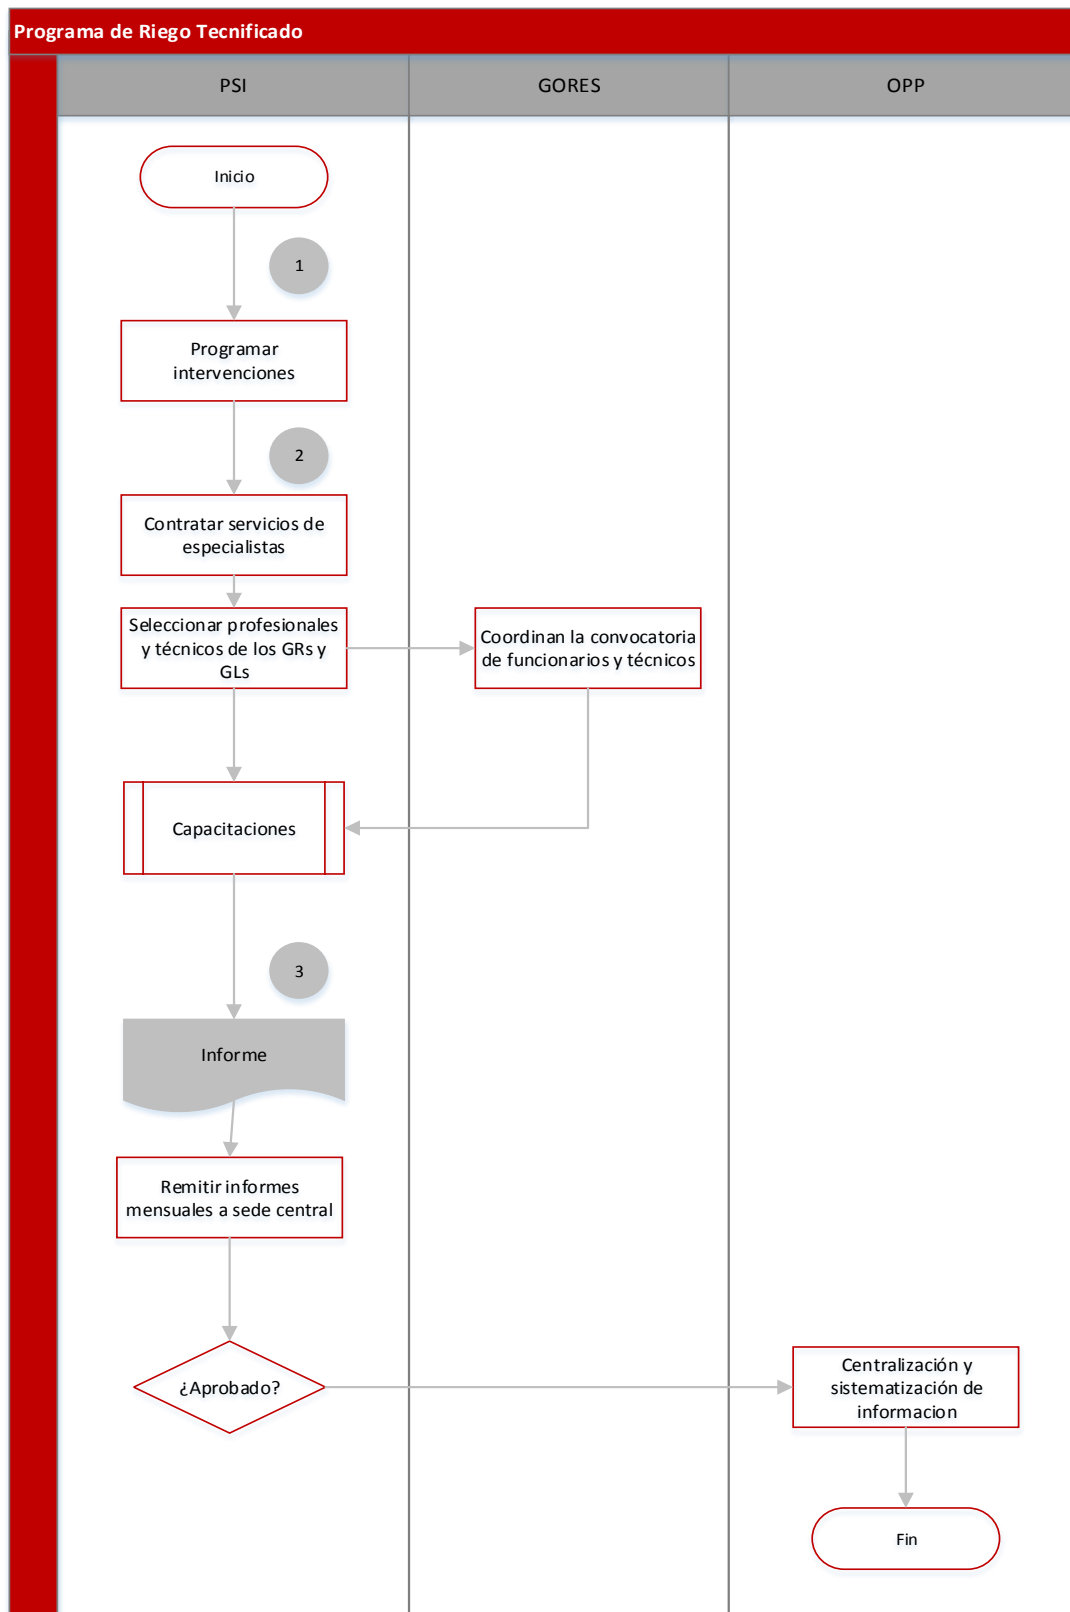 Programa de Riego Tecnificado
PSI
GORES
OPP
Inicio
1
Programar
intervenciones
2
Contratar servicios de
especialistas
Seleccionar profesionales
y técnicos de los GRs y
GLs
Coordinan la convocatoria
de funcionarios y técnicos
Capacitaciones
3
Informe
Remitir informes
mensuales a sede central
¿Aprobado?
Centralización y
sistematización de
informacion
Fin